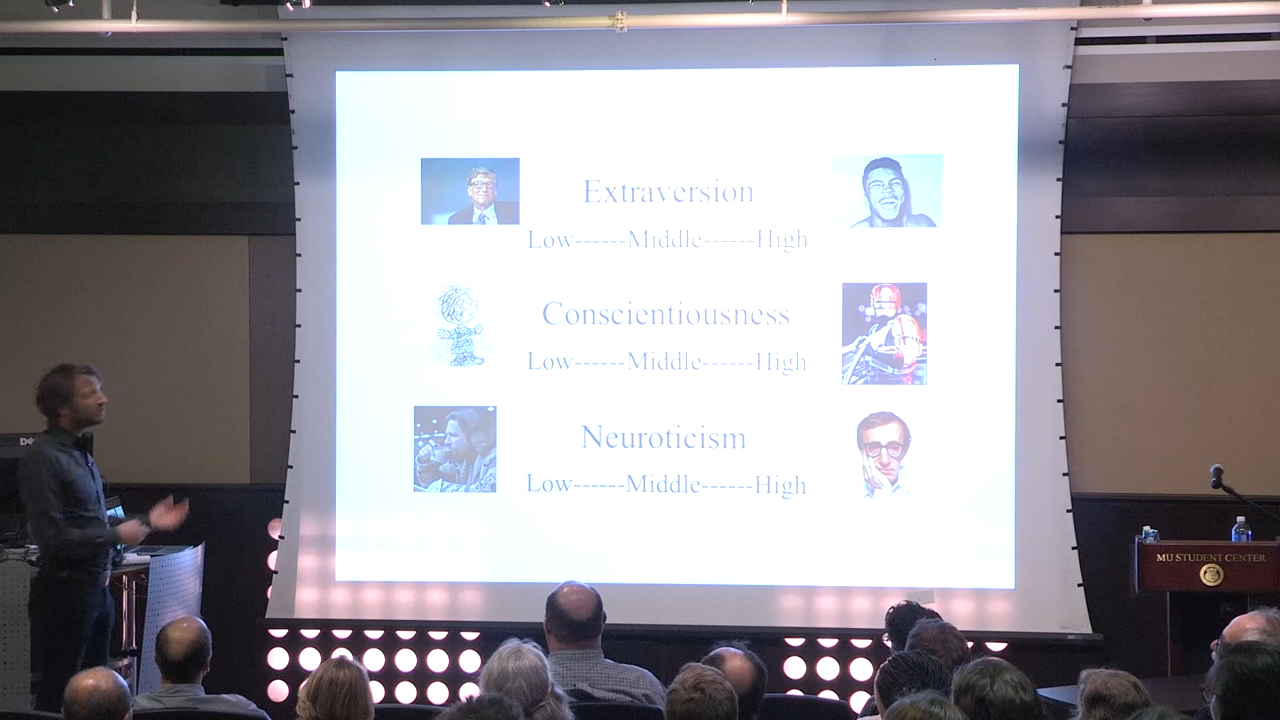 Extraversion
Low------Middle------High
Conscientiousness
Low------Middle------High
Neuroticism
Low------Middle------High
MU STUDENT CENTER